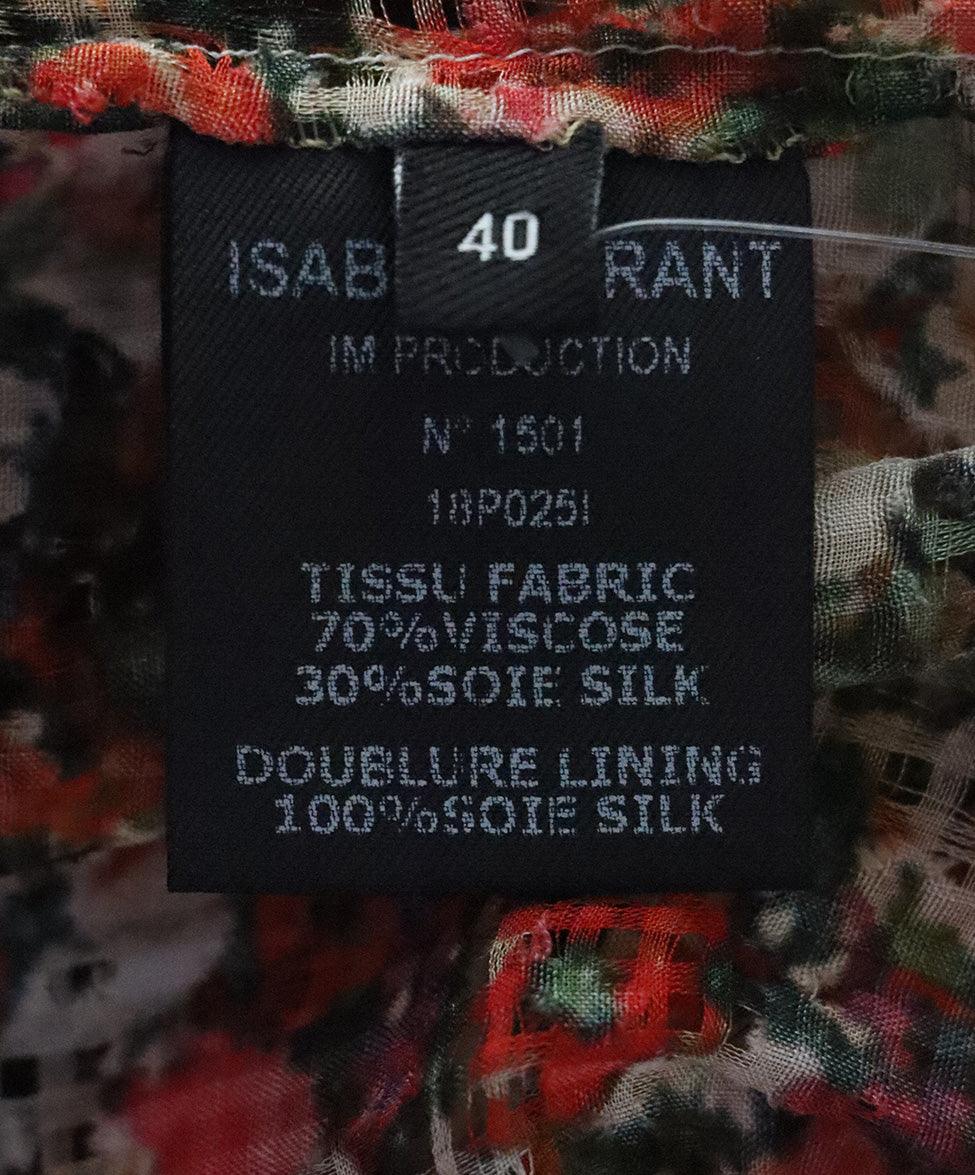 40
ISAB RANT
IM PRODUCTION
N° 1501
18P025I
TISSU FABRIC
70%VISCOSE
30%SOIE SILK
DOUBLURE LINING
100%SOIE SILK